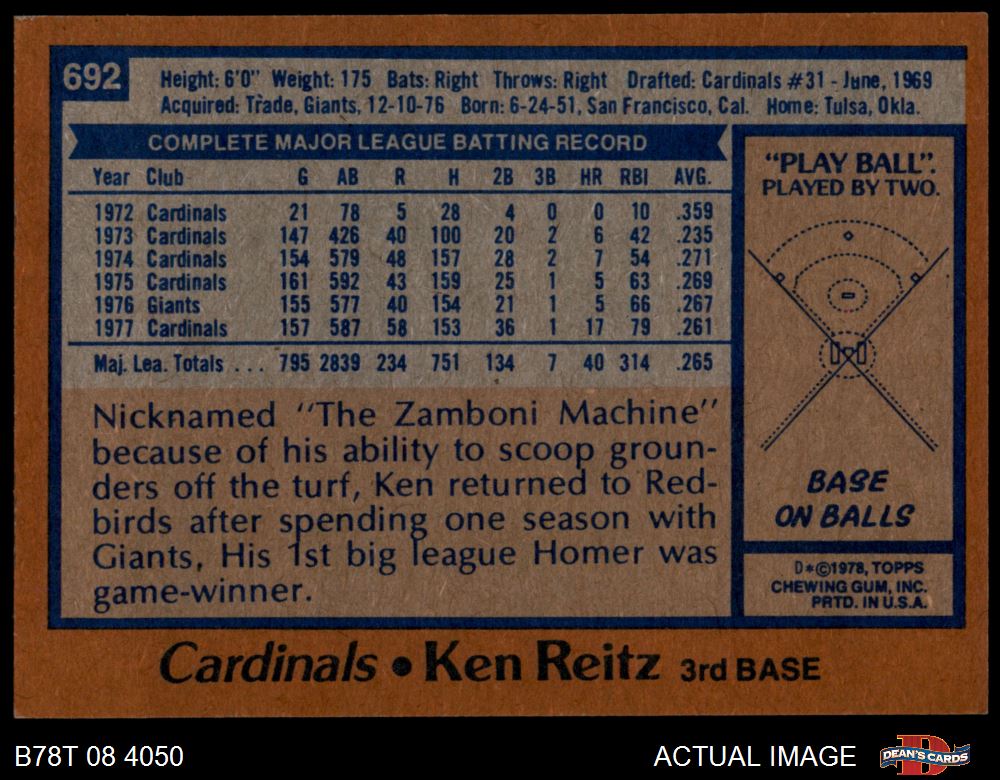 692
Height: 6'0" Weight: 175 Bats: Right Throws: Right Drafted: Cardinals #31 - June, 1969
Acquired: Trade, Giants, 12-10-76 Born: 6-24-51, San Francisco, Cal. Home: Tulsa, Okla.
COMPLETE MAJOR LEAGUE BATTING RECORD
Year Club G AB R H 2B 3B HR RBI AVG.
1972 Cardinals 21 78 5 28 4 0 0 10 .359
1973 Cardinals 147 426 40 100 20 2 6 42 .235
1974 Cardinals 154 579 48 157 28 2 7 54 .271
1975 Cardinals 161 592 43 159 25 1 5 63 .269
1976 Giants 155 577 40 154 21 1 5 66 .267
1977 Cardinals 157 587 58 153 36 1 17 79 .261
Maj. Lea. Totals . . . 795 2839 234 751 134 7 40 314 .265
Nicknamed "The Zamboni Machine"
because of his ability to scoop groun-
ders off the turf, Ken returned to Red-
birds after spending one season with
Giants, His 1st big league Homer was
game-winner.
"PLAY BALL".
PLAYED BY TWO.
BASE
ON BALLS
D*©1978, TOPPS
CHEWING GUM, INC.
PRTD. IN U.S.A.
Cardinals • Ken Reitz 3rd BASE
B78T 08 4050
ACTUAL IMAGE
DEAN'S CARDS